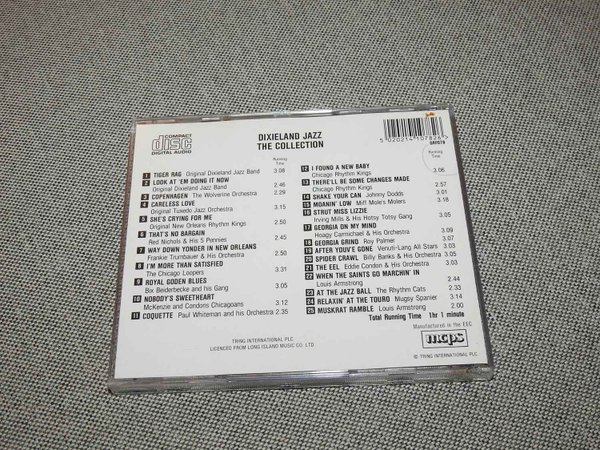 COMPACT
disc
DIGITAL AUDIO
DIXIELAND JAZZ
THE COLLECTION
5 020214 107826
Running
Time
1 TIGER RAG Original Dixieland Jazz Band 3.08
2 LOOK AT 'EM DOING IT NOW
Original Dixieland Jazz Band 2.46
3 COPENHAGEN The Wolverine Orchestra 2.29
4 CARELESS LOVE
Original Tuxedo Jazz Orchestra 3.05
5 SHE'S CRYING FOR ME
Original New Orleans Rhythm Kings 2.50
6 THAT'S NO BARGAIN
Red Nichols & His 5 Pennies 2.45
7 WAY DOWN YONDER IN NEW ORLEANS
Frankie Trumbauer & His Orchestra 2.50
8 I'M MORE THAN SATISFIED
The Chicago Loopers 3.31
9 ROYAL GODEN BLUES
Bix Beiderbecke and his Gang 3.05
10 NOBODY'S SWEETHEART
McKenzie and Condons Chicagoans 3.12
11 COQUETTE Paul Whiteman and his Orchestra 2.35
Running
Time
12 I FOUND A NEW BABY
Chicago Rhythm Kings 3.06
13 THERE'LL BE SOME CHANGES MADE
Chicago Rhythm Kings 2.57
14 SHAKE YOUR CAN Johnny Dodds 3.01
15 MOANIN' LOW Miff Mole's Molers 3.18
16 STRUT MISS LIZZIE
Irving Mills & His Hotsy Totsy Gang 3.05
17 GEORGIA ON MY MIND
Hoagy Carmichael & His Orchestra 3.09
18 GEORGIA GRIND Roy Palmer 3.07
19 AFTER YOUV'E GONE Venuti-Lang All Stars 3.03
20 SPIDER CRAWL Billy Banks & His Orchestra
21 THE EEL Eddie Condon & His Orchestra
22 WHEN THE SAINTS GO MARCHIN' IN
Louis Armstrong 2.44
23 AT THE JAZZ BALL The Rhythm Cats 2.31
24 RELAXIN AT THE TOURO Mugsy Spanier 3.14
25 MUSKRAT RAMBLE Louis Armstrong 2.00
Total Running Time 1hr 1 minute
© TRING INTERNATIONAL PLC
LICENCED FROM LONG ISLAND MUSIC CO. LTD
Manufactured in the EEC
mcps
© TRING INTERNATIONAL PLC